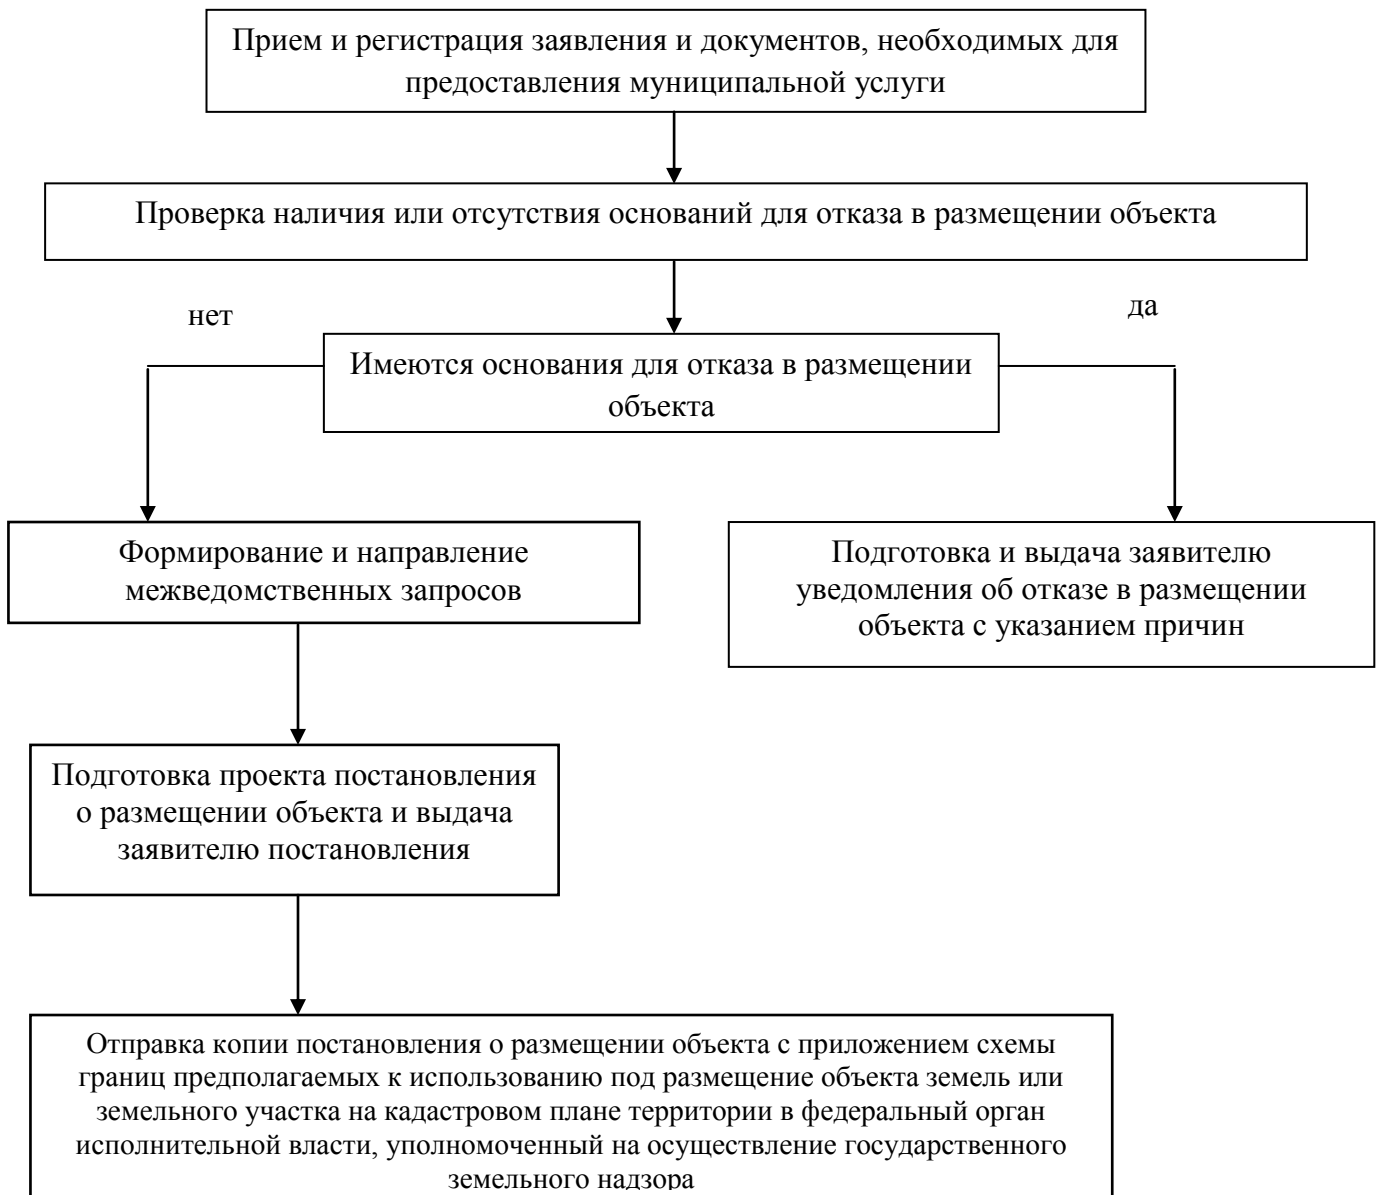 Прием и регистрация заявления и документов, необходимых для
предоставления муниципальной услуги
Проверка наличия или отсутствия оснований для отказа в размещении объекта
нет
да
Имеются основания для отказа в размещении
объекта
Формирование и направление
межведомственных запросов
Подготовка и выдача заявителю
уведомления об отказе в размещении
объекта с указанием причин
Подготовка проекта постановления
о размещении объекта и выдача
заявителю постановления
Отправка копии постановления о размещении объекта с приложением схемы
границ предполагаемых к использованию под размещение объекта земель или
земельного участка на кадастровом плане территории в федеральный орган
исполнительной власти, уполномоченный на осуществление государственного
земельного надзора